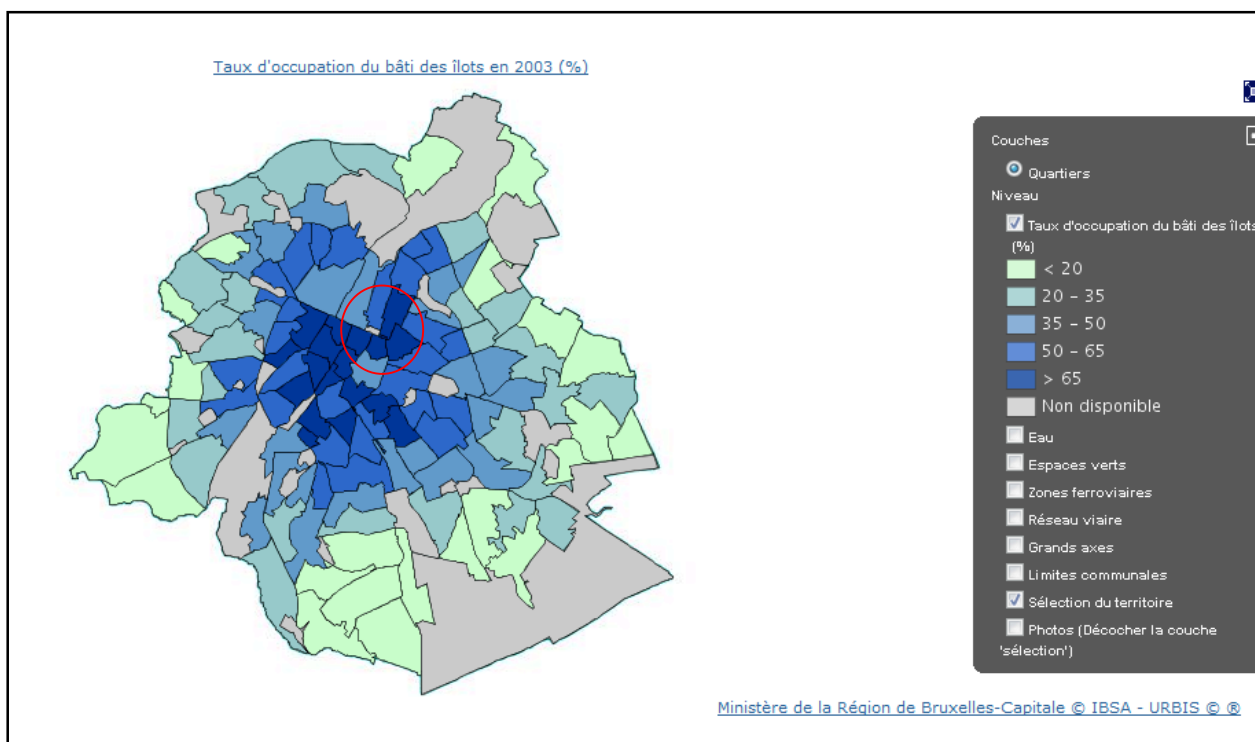 Taux d'occupation du bâti des îlots en 2003 (%)
Couches
Quartiers
Niveau
Taux d'occupation du bâti des îlots
(%)
< 20
20 - 35
35 - 50
50 - 65
> 65
Non disponible
Eau
Espaces verts
Zones ferroviaires
Réseau viaire
Grands axes
Limites communales
Sélection du territoire
Photos (Décocher la couche
'sélection')
Ministère de la Région de Bruxelles-Capitale © IBSA - URBIS © ®